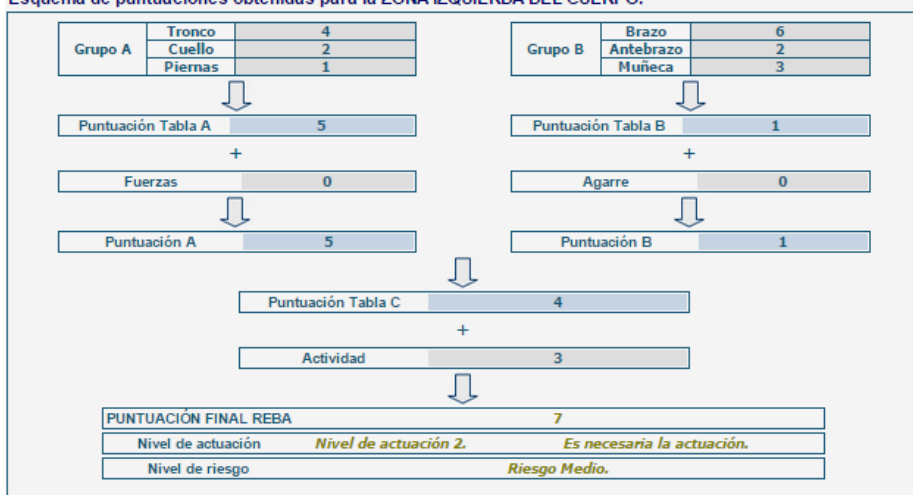 Esquema de puntuaciones obtenidas para la ZONA IZQUIERDA DEL CUERPO.
Grupo A
Tronco 4
Cuello 2
Piernas 1
Grupo B
Brazo 6
Antebrazo 2
Muñeca 3
Puntuación Tabla A 5
Puntuación Tabla B 1
+ +
Fuerzas 0
Agarre 0
Puntuación A 5
Puntuación B 1
Puntuación Tabla C 4
+
Actividad 3
PUNTUACIÓN FINAL REBA 7
Nivel de actuación Nivel de actuación 2. Es necesaria la actuación.
Nivel de riesgo Riesgo Medio.